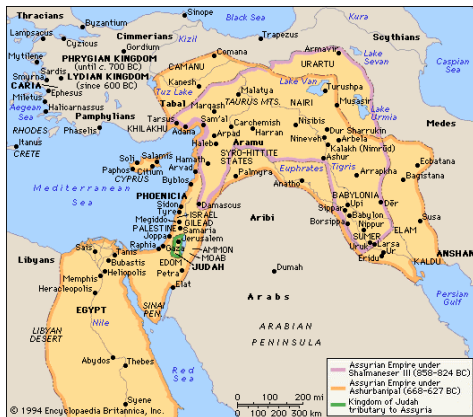 Thracians
Byzantium
Sinope
Black Sea
Kura
Lampsacus
Cyzicus
Cimmerians
Trapezus
Scythians
Gordium
Kizil
Mytilene
PHRYGIAN KINGDOM
(until c. 700 BC)
Armavir
Lake
Sevan
Sardis
LYDIAN KINGDOM
(since 600 BC)
Comana
URARTU
Caspian
Sea
Smyrna
CAMANU
CARIA
Ephesus
Kanesh
Lake Van
Turushpa
Miletus
Tuz Lake
Malatya
Aegean
Sea
Halicarnassus
Tabal
Marqash
TAURUS MTS.
NAIRI
Musasir
Lake
Urmia
Pamphylians
Tarsus
Sam'al
Carchemish
Nisibis
Medes
RHODES
Phaselis
KHILAKHU
Adana
Arpad
Harran
Dur Sharrukin
Itanus
CRETE
Haleb
Aramu
Nineveh
Arbela
Kalakh (Nimrūd)
Soli
Salamis
Hamath
SYRO-HITTITE
STATES
Ashur
Ecbatana
Paphos
Citium
CYPRUS
Arvad
Euphrates
Tigris
Arrapkha
Bagistana
Mediterranean
Sea
Byblos
Palmyra
Anatho
PHOENICIA
BABYLONIA
Sidon
Damascus
Sippar
Upi
Dēr
Tyre
ISRAEL
Aribi
Babylon
Susa
Megiddo
GILEAD
Borsippa
Nippur
ELAM
PALESTINE
Samaria
SUMER
Joppa
Jerusalem
Uruk
Larsa
ANSHAN
Libyans
Raphia
Gaza
AMMON
Ur
Sais
Tanis
EDOM
MOAB
Eridu
KALDU
Bubastis
JUDAH
Memphis
Heliopolis
Petra
Dumah
Heracleopolis
Elat
Persian
Gulf
SINAI
PEN.
Arabs
EGYPT
LIBYAN
DESERT
Nile
ARABIAN
PENINSULA
Abydos
Thebes
Red
Sea
Syene
Assyrian Empire under
Shalmaneser III (858-824 BC)
Assyrian Empire under
Ashurbanipal (668-627 BC)
Kingdom of Judah
tributary to Assyria
0 100 200 mi
0 100 200 300 km
© 1994 Encyclopaedia Britannica, Inc.